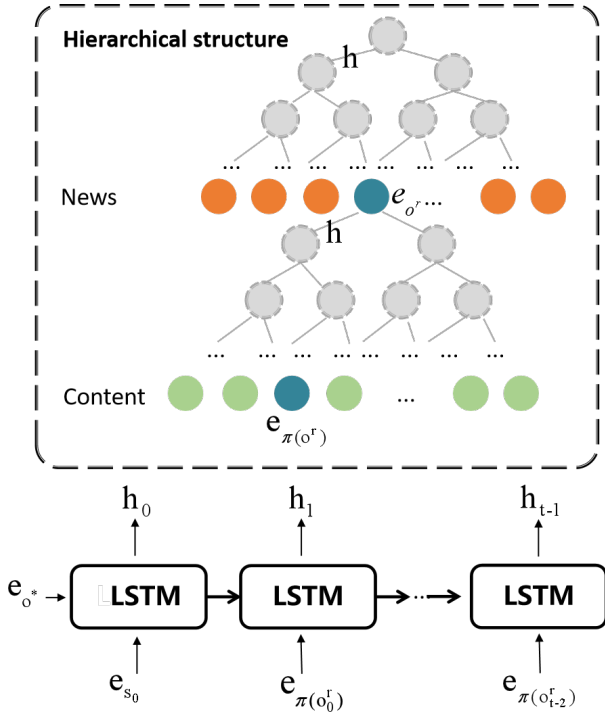 Hierarchical structure
h
... ... ... ... ... ... ...
News
e_{o^r} ...
h
... ... ... ... ... ... ...
Content
...
e_{π(o^r)}
h_0 h_1 h_{t-1}
e_{o^*} LLSTM LSTM ... LSTM
e_{s_0} e_{π(o_0^r)} e_{π(o_{t-2}^r)}